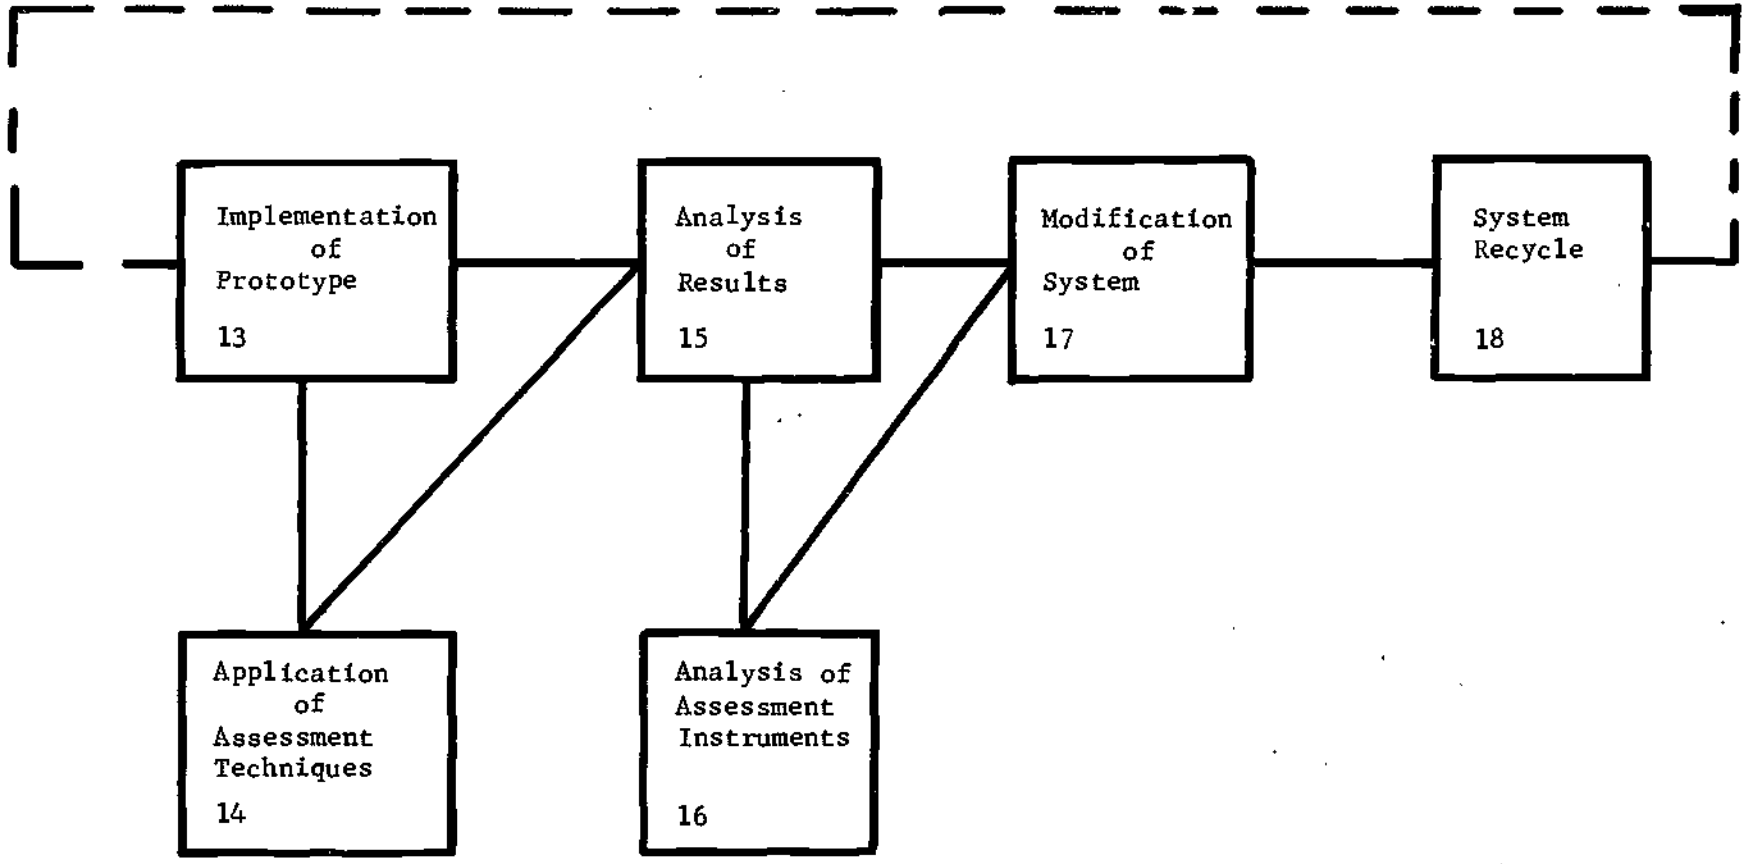 Implementation
of
Prototype
13
Analysis
of
Results
15
Modification
of
System
17
System
Recycle
18
Application
of
Assessment
Techniques
14
Analysis of
Assessment
Instruments
16